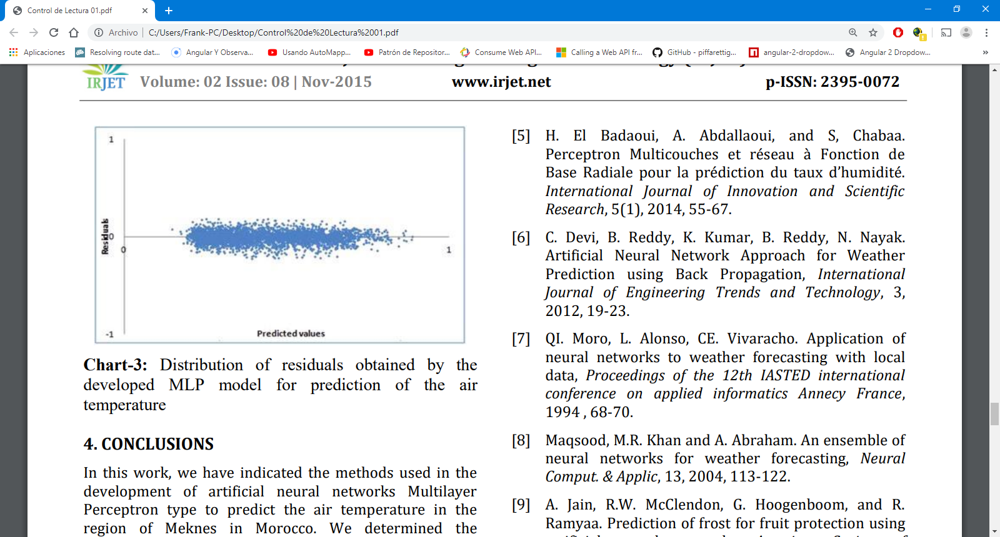 Control de Lectura 01.pdf
Archivo
C:/Users/Frank-PC/Desktop/Control%20de%20Lectura%2001.pdf
Aplicaciones
Resolving route dat...
Angular Y Observa...
Usando AutoMapp...
Patrón de Repositor...
Consume Web API...
Calling a Web API fr...
GitHub - piffarettig...
angular-2-dropdow...
Angular 2 Dropdow...
»
IRJET
Volume: 02 Issue: 08 | Nov-2015
www.irjet.net
p-ISSN: 2395-0072
1
Residuals
0
0
1
-1
Predicted values
Chart-3: Distribution of residuals obtained by the
developed MLP model for prediction of the air
temperature
4. CONCLUSIONS
In this work, we have indicated the methods used in the
development of artificial neural networks Multilayer
Perceptron type to predict the air temperature in the
region of Meknes in Morocco. We determined the
[5] H. El Badaoui, A. Abdallaoui, and S, Chabaa.
Perceptron Multicouches et réseau à Fonction de
Base Radiale pour la prédiction du taux d’humidité.
International Journal of Innovation and Scientific
Research, 5(1), 2014, 55-67.
[6] C. Devi, B. Reddy, K. Kumar, B. Reddy, N. Nayak.
Artificial Neural Network Approach for Weather
Prediction using Back Propagation, International
Journal of Engineering Trends and Technology, 3,
2012, 19-23.
[7] QI. Moro, L. Alonso, CE. Vivaracho. Application of
neural networks to weather forecasting with local
data, Proceedings of the 12th IASTED international
conference on applied informatics Annecy France,
1994 , 68-70.
[8] Maqsood, M.R. Khan and A. Abraham. An ensemble of
neural networks for weather forecasting, Neural
Comput. & Applic, 13, 2004, 113-122.
[9] A. Jain, R.W. McClendon, G. Hoogenboom, and R.
Ramyaa. Prediction of frost for fruit protection using